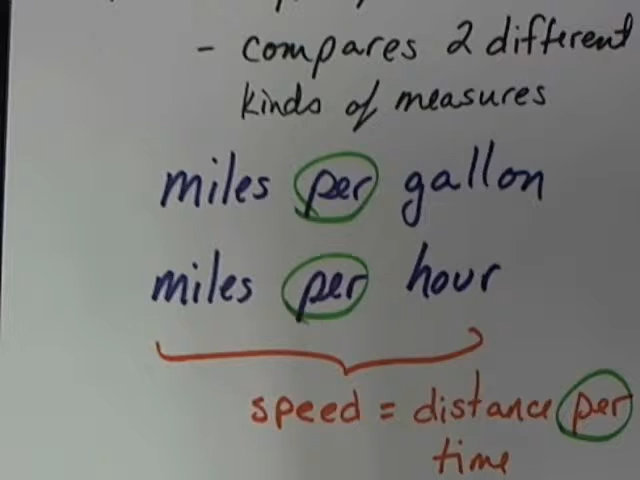 - compares 2 different
kinds of measures
miles per gallon
miles per hour
speed = distance per
time